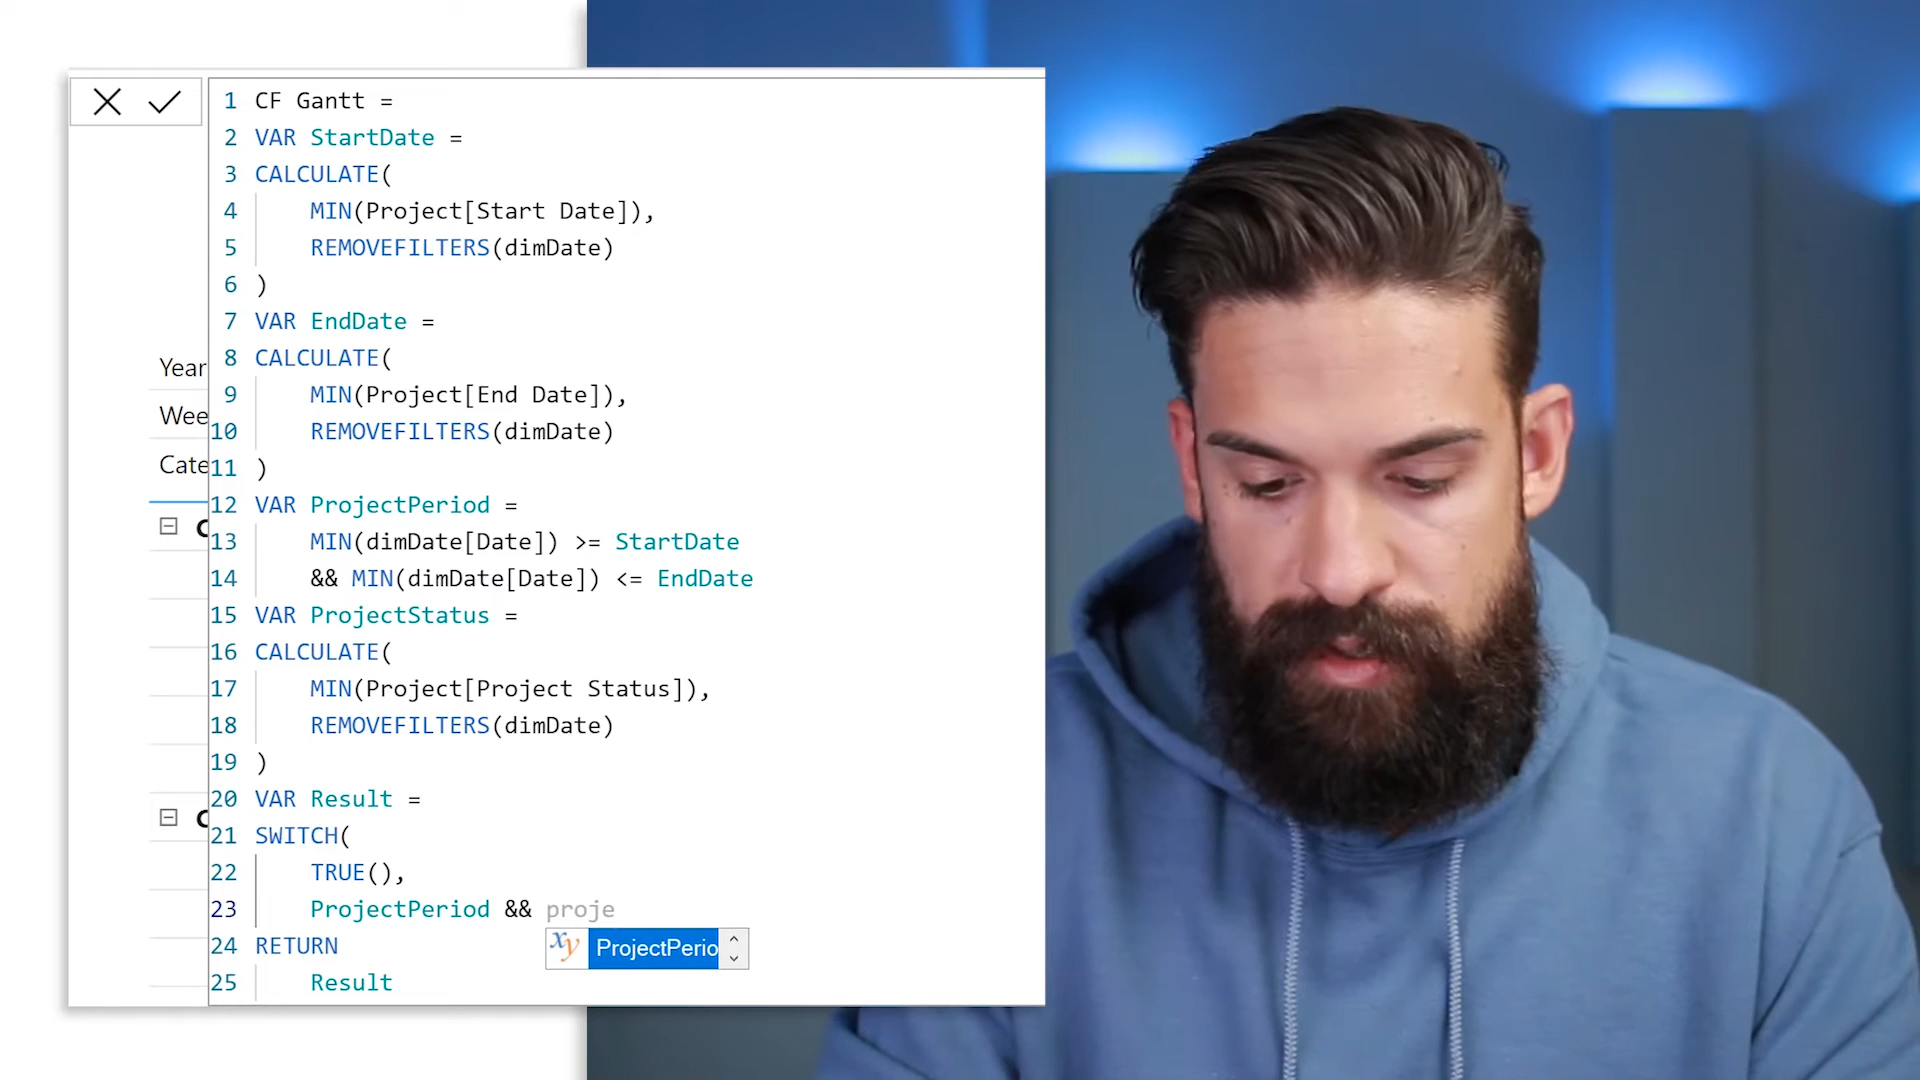 1 CF Gantt =
2 VAR StartDate =
3 CALCULATE(
4 MIN(Project[Start Date]),
5 REMOVEFILTERS(dimDate)
6 )
7 VAR EndDate =
8 CALCULATE(
9 MIN(Project[End Date]),
10 REMOVEFILTERS(dimDate)
11 )
12 VAR ProjectPeriod =
13 MIN(dimDate[Date]) >= StartDate
14 && MIN(dimDate[Date]) <= EndDate
15 VAR ProjectStatus =
16 CALCULATE(
17 MIN(Project[Project Status]),
18 REMOVEFILTERS(dimDate)
19 )
20 VAR Result =
21 SWITCH(
22 TRUE(),
23 ProjectPeriod && proje
xy ProjectPerio
24 RETURN
25 Result
Year
Wee
Cate